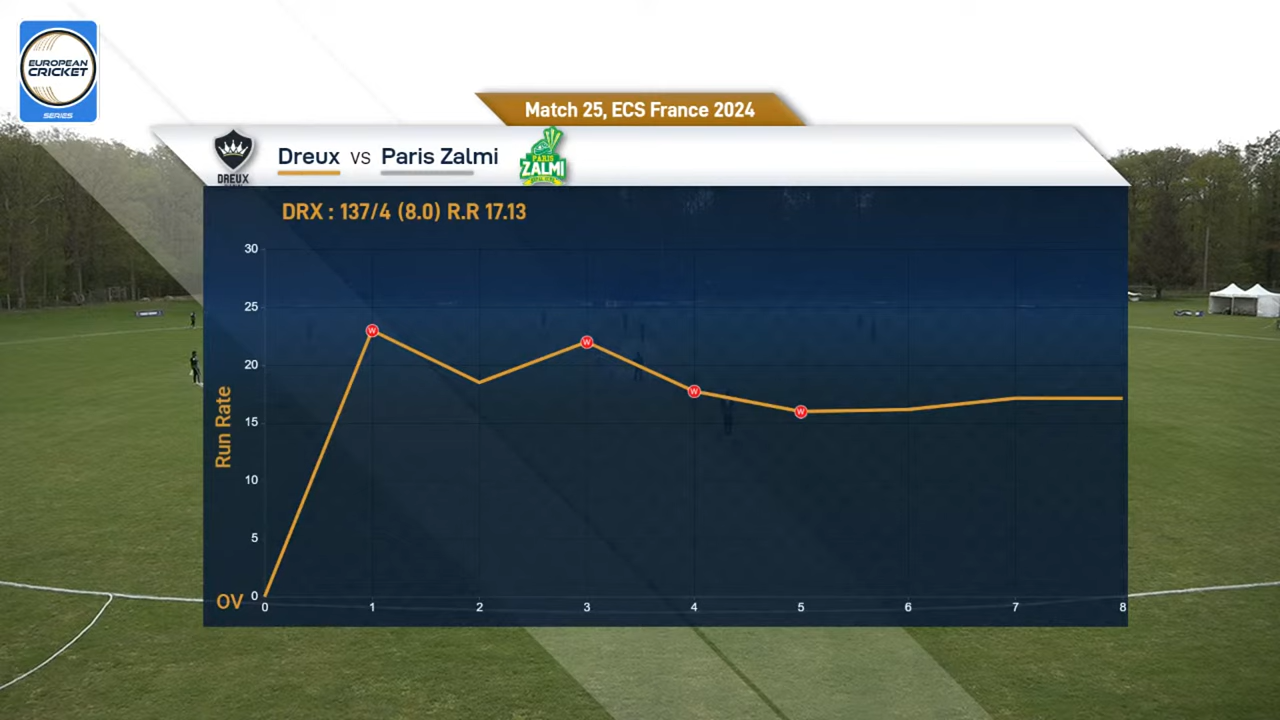 EUROPEAN
CRICKET
SERIES
Match 25, ECS France 2024
DREUX
Dreux vs Paris Zalmi
PARIS
ZALMI
DRX : 137/4 (8.0) R.R 17.13
Run Rate
30
25
20
15
10
5
0
W
W
W
W
OV
0 1 2 3 4 5 6 7 8